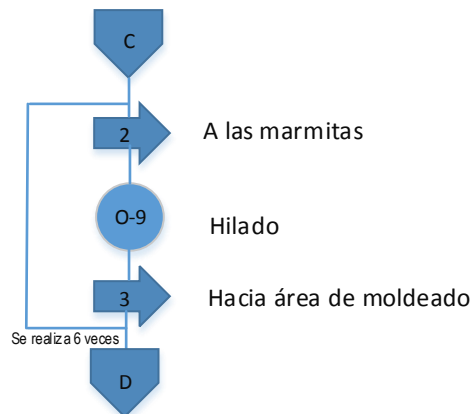 C
2
A las marmitas
O-9
Hilado
3
Hacia área de moldeado
Se realiza 6 veces
D